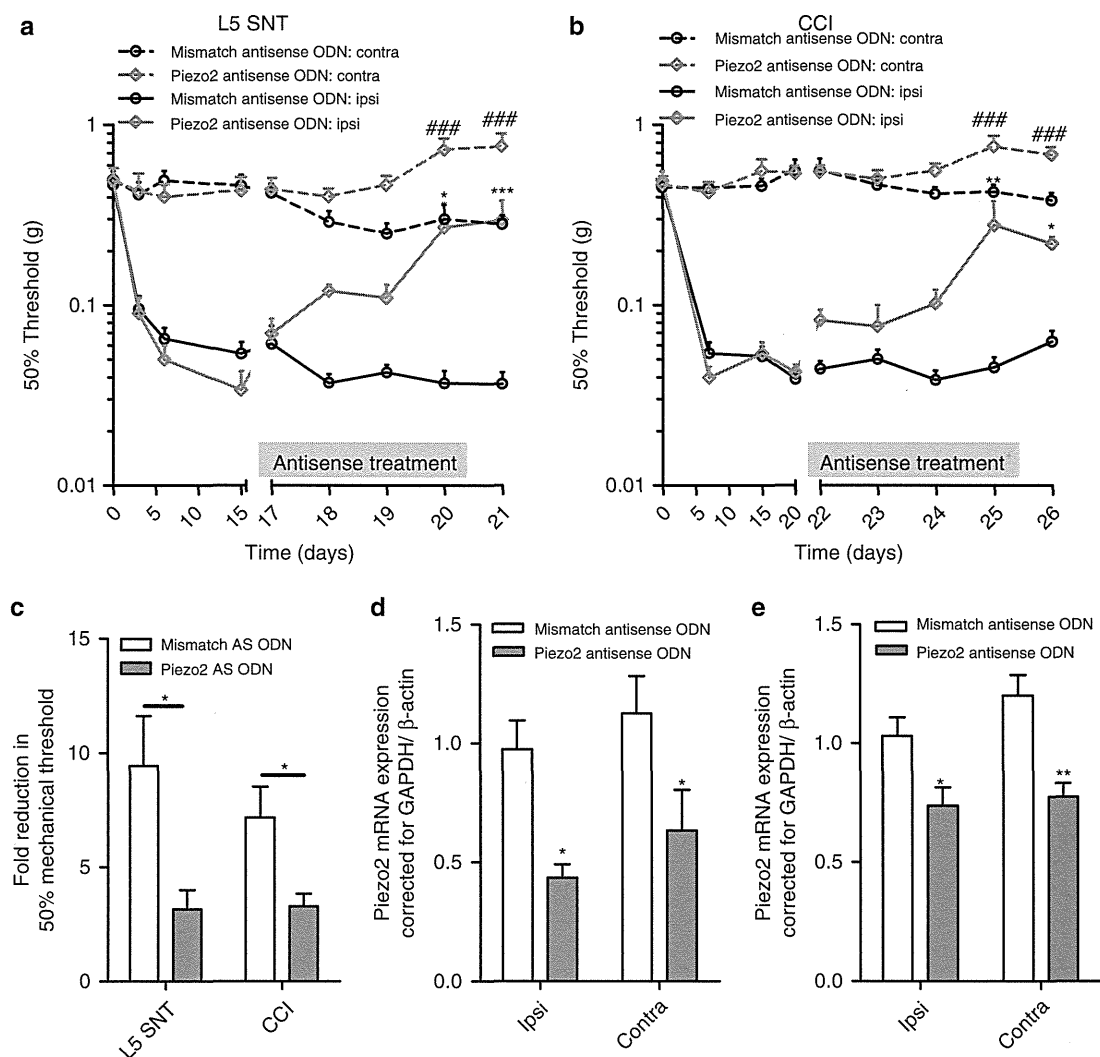 a
L5 SNT
Mismatch antisense ODN: contra
Piezo2 antisense ODN: contra
Mismatch antisense ODN: ipsi
Piezo2 antisense ODN: ipsi
###
###
*
*
***
50% Threshold (g)
1
0.1
0.01
Antisense treatment
0
5
10
15
17
18
19
20
21
Time (days)
b
CCI
Mismatch antisense ODN: contra
Piezo2 antisense ODN: contra
Mismatch antisense ODN: ipsi
Piezo2 antisense ODN: ipsi
###
###
**
*
50% Threshold (g)
1
0.1
0.01
Antisense treatment
0
5
10
15
20
22
23
24
25
26
Time (days)
c
Mismatch AS ODN
Piezo2 AS ODN
*
*
Fold reduction in
50% mechanical threshold
15
10
5
0
L5 SNT
CCI
d
Mismatch antisense ODN
Piezo2 antisense ODN
*
*
Piezo2 mRNA expression
corrected for GAPDH/ β-actin
1.5
1.0
0.5
0.0
Ipsi
Contra
e
Mismatch antisense ODN
Piezo2 antisense ODN
*
**
Piezo2 mRNA expression
corrected for GAPDH/ β-actin
1.5
1.0
0.5
0.0
Ipsi
Contra